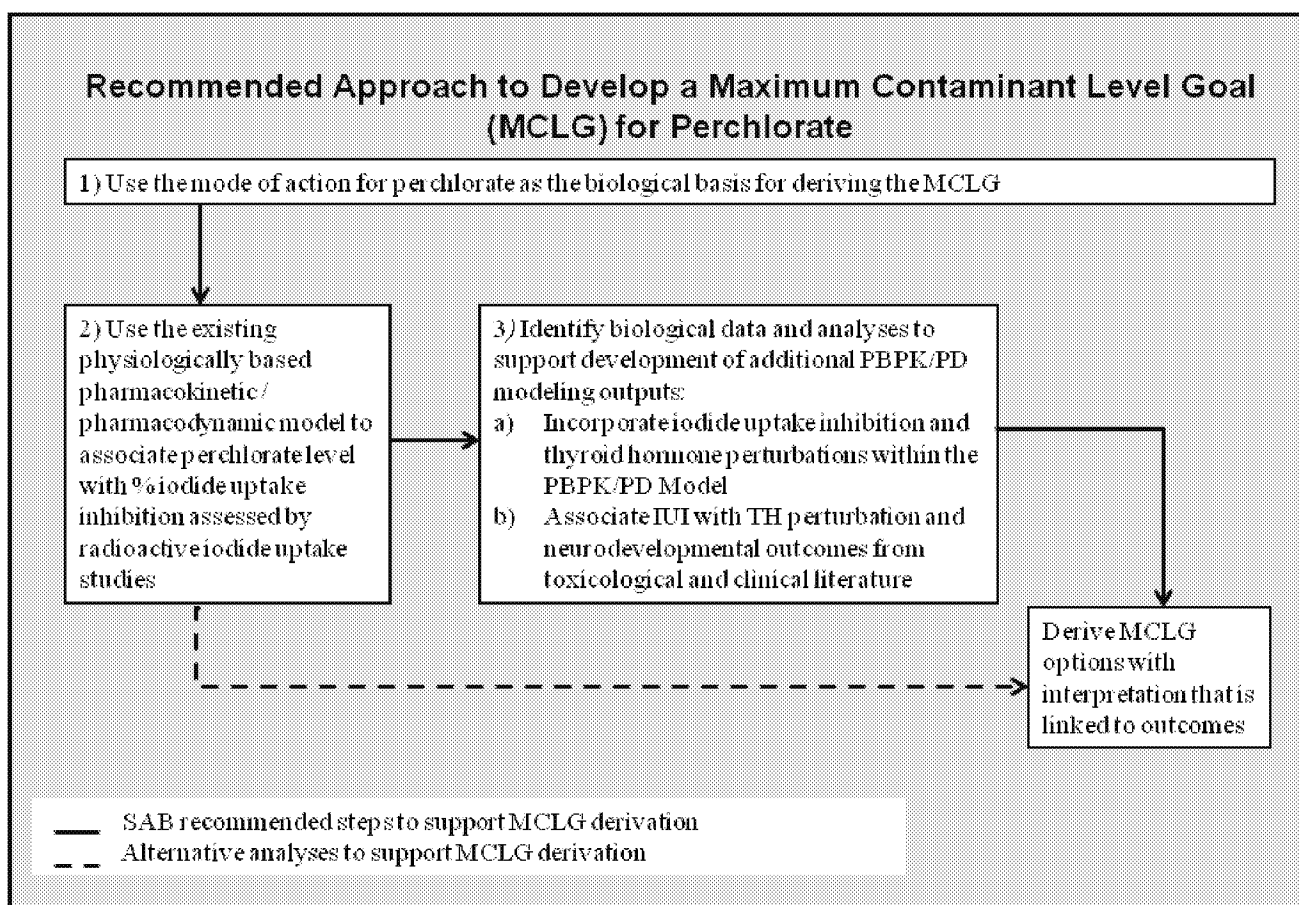 Recommended Approach to Develop a Maximum Contaminant Level Goal
(MCLG) for Perchlorate
1) Use the mode of action for perchlorate as the biological basis for deriving the MCLG
2) Use the existing
physiologically based
pharmacokinetic/
pharmacodynamic model to
associate perchlorate level
with % iodide uptake
inhibition assessed by
radioactive iodide uptake
studies
3) Identify biological data and analyses to
support development of additional PBPK/PD
modeling outputs:
a) Incorporate iodide uptake inhibition and
thyroid hormone perturbations within the
PBPK/PD Model
b) Associate IUI with TH perturbation and
neurodevelopmental outcomes from
toxicological and clinical literature
Derive MCLG
options with
interpretation that is
linked to outcomes
SAB recommended steps to support MCLG derivation
Alternative analyses to support MCLG derivation